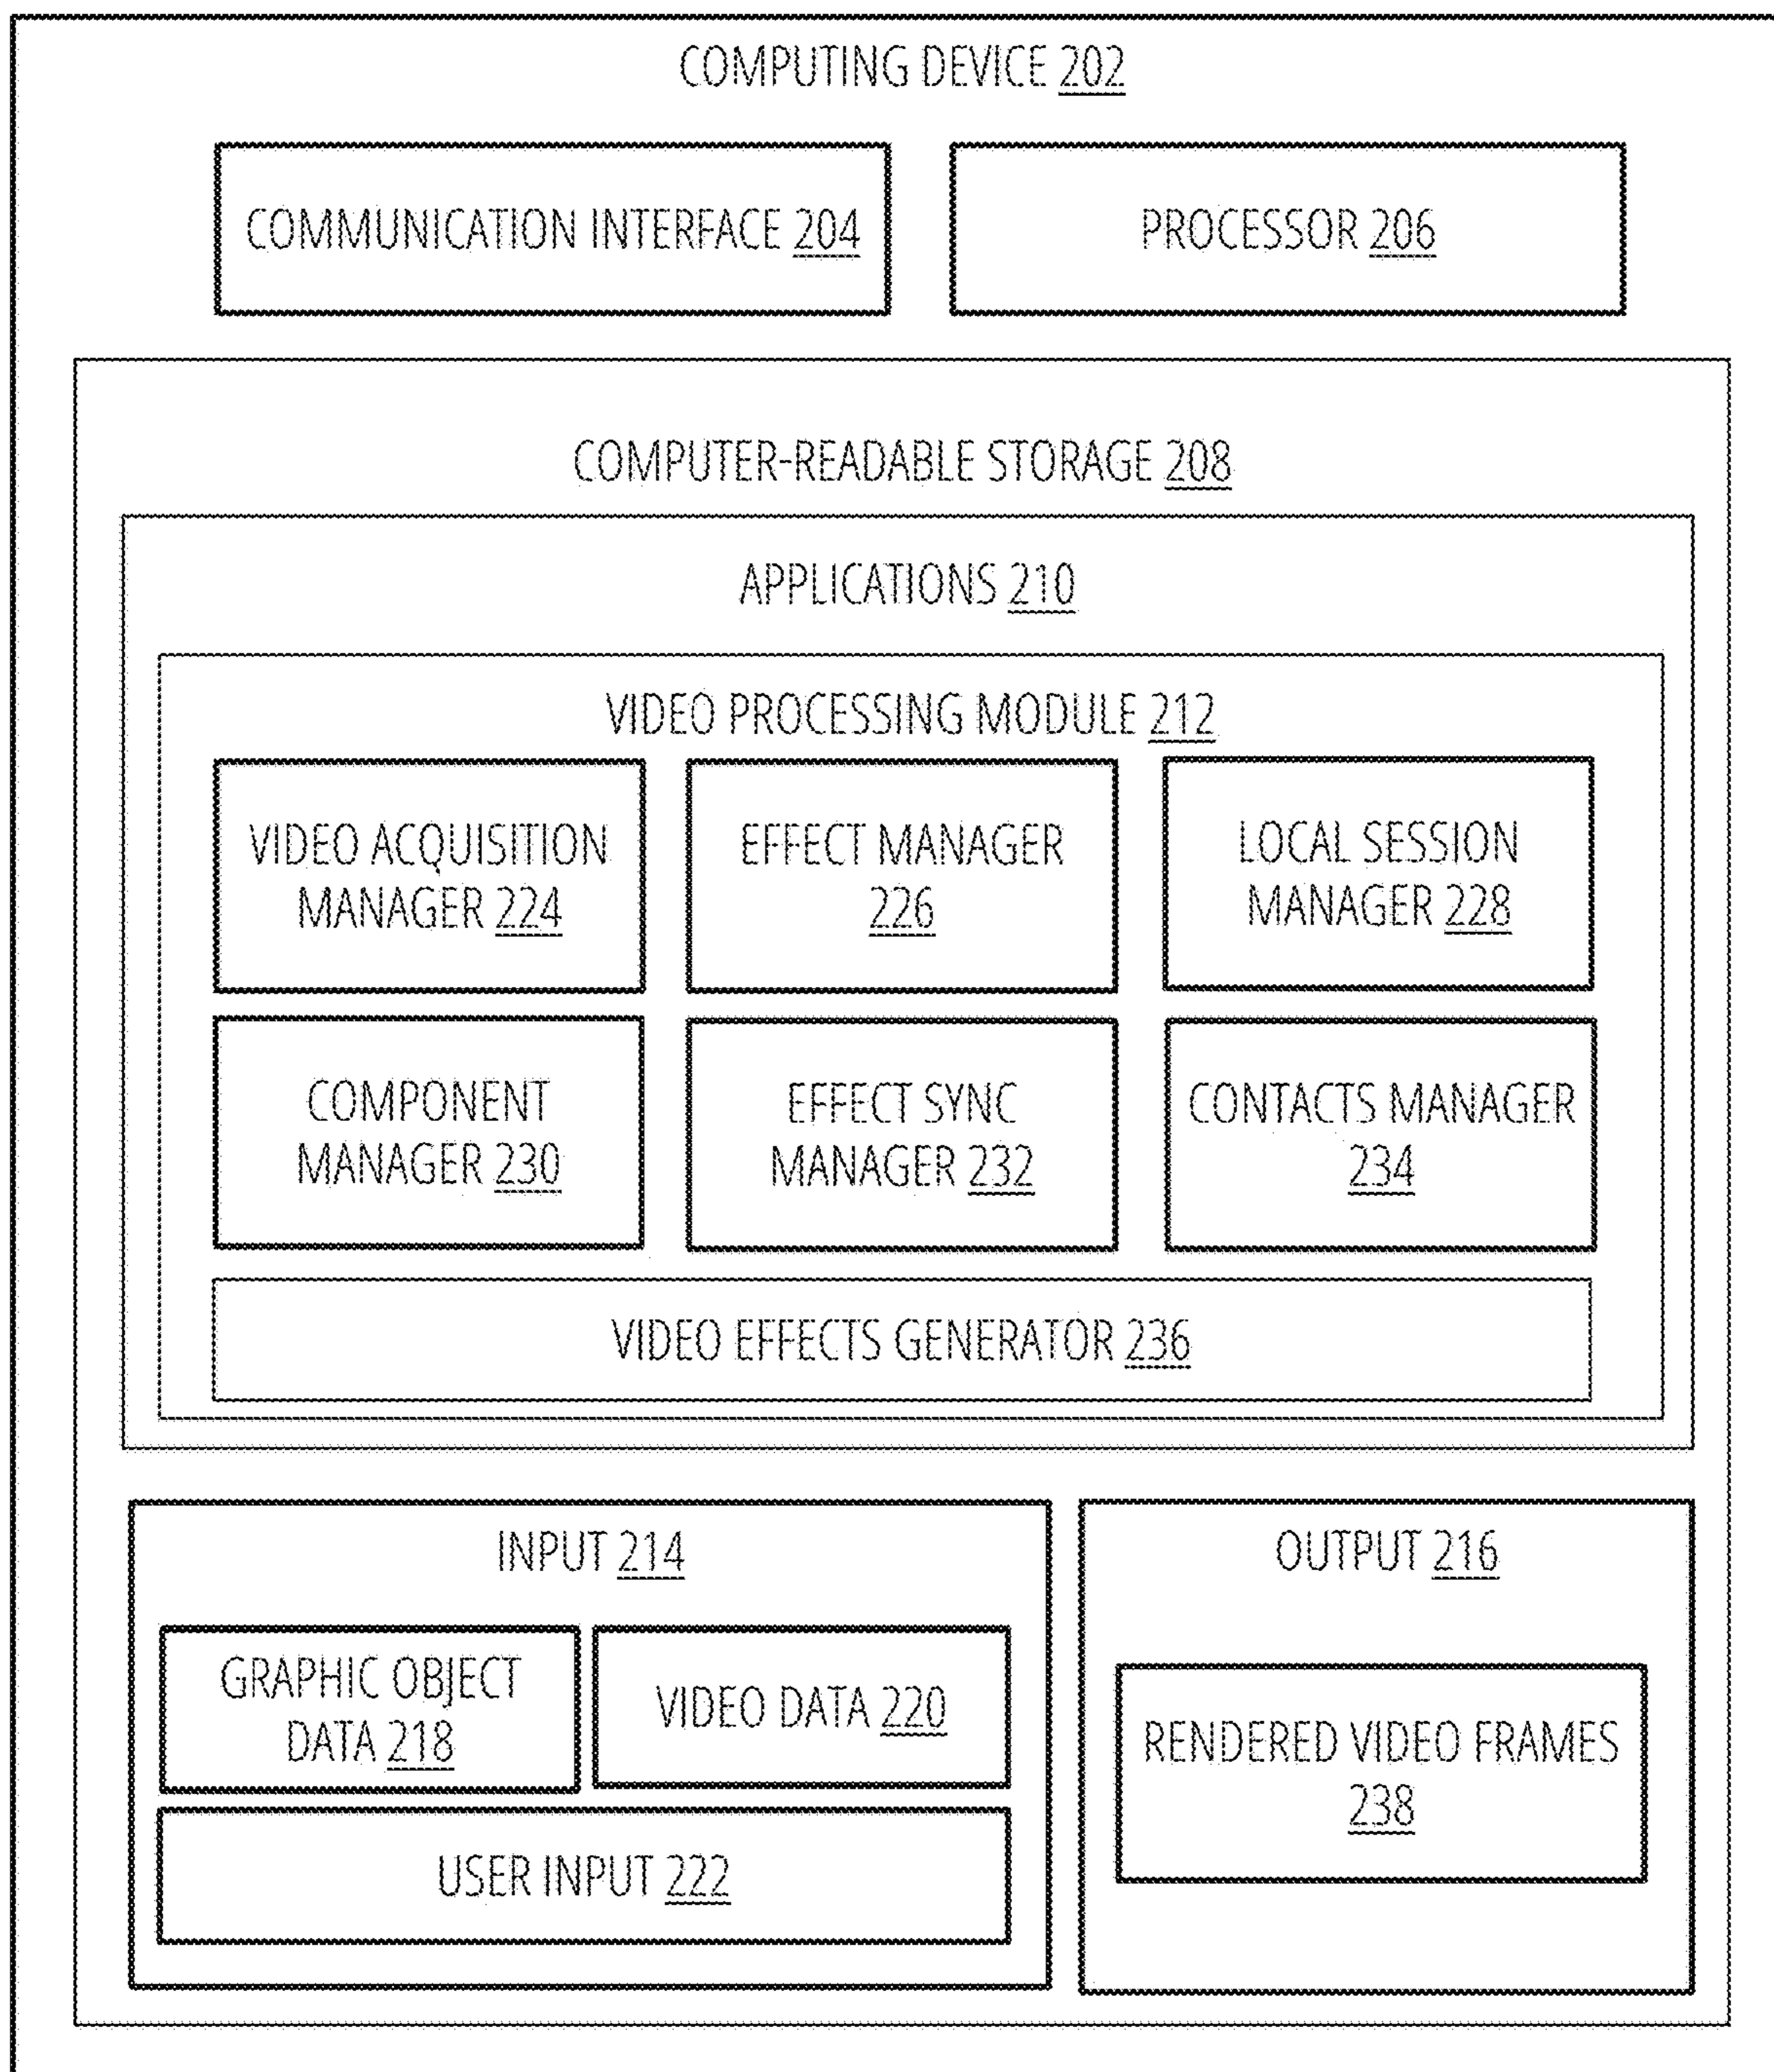 COMPUTING DEVICE 202
COMMUNICATION INTERFACE 204
PROCESSOR 206
COMPUTER-READABLE STORAGE 208
APPLICATIONS 210
VIDEO PROCESSING MODULE 212
VIDEO ACQUISITION
MANAGER 224
EFFECT MANAGER
226
LOCAL SESSION
MANAGER 228
COMPONENT
MANAGER 230
EFFECT SYNC
MANAGER 232
CONTACTS MANAGER
234
VIDEO EFFECTS GENERATOR 236
INPUT 214
GRAPHIC OBJECT
DATA 218
VIDEO DATA 220
USER INPUT 222
OUTPUT 216
RENDERED VIDEO FRAMES
238